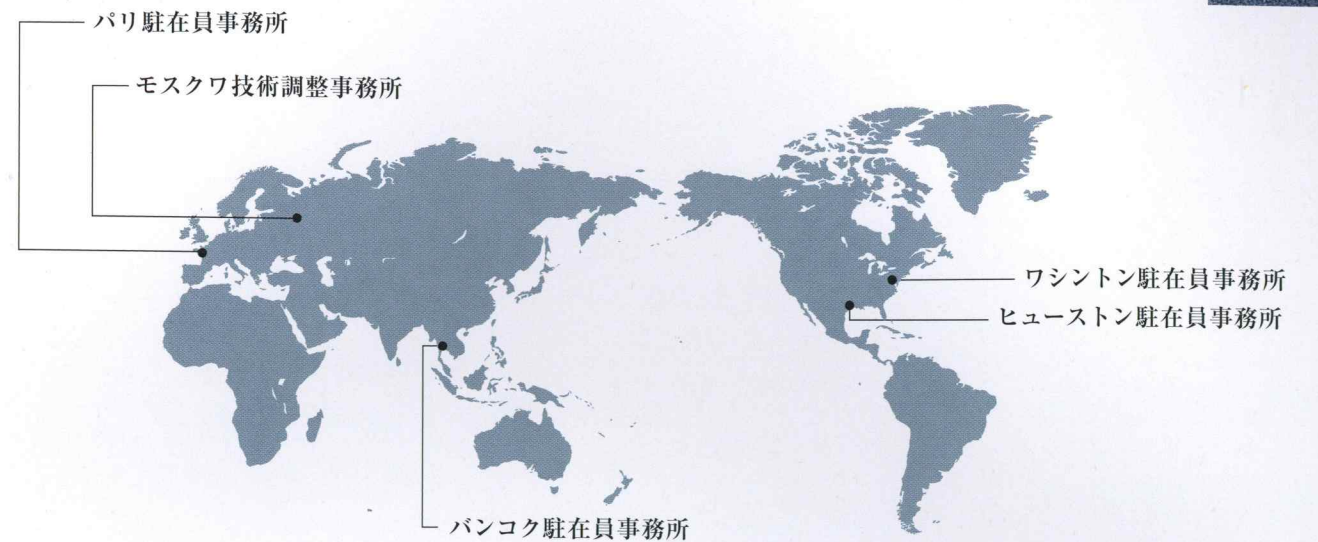 パリ駐在員事務所
モスクワ技術調整事務所
ワシントン駐在員事務所
ヒューストン駐在員事務所
バンコク駐在員事務所